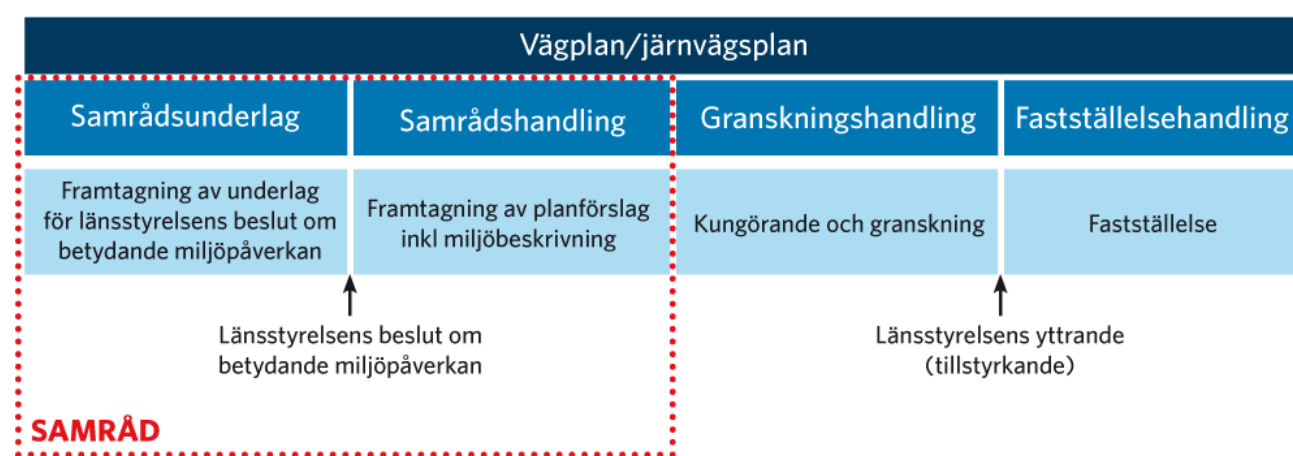 Vägplan/järnvägsplan
Samrådsunderlag
Samrådshandling
Granskningshandling
Fastställelsehandling
Framtagning av underlag
för länsstyrelsens beslut om
betydande miljöpåverkan
Framtagning av planförslag
inkl miljöbeskrivning
Kungörande och granskning
Fastställelse
Länsstyrelsens beslut om
betydande miljöpåverkan
Länsstyrelsens yttrande
(tillstyrkande)
SAMRÅD